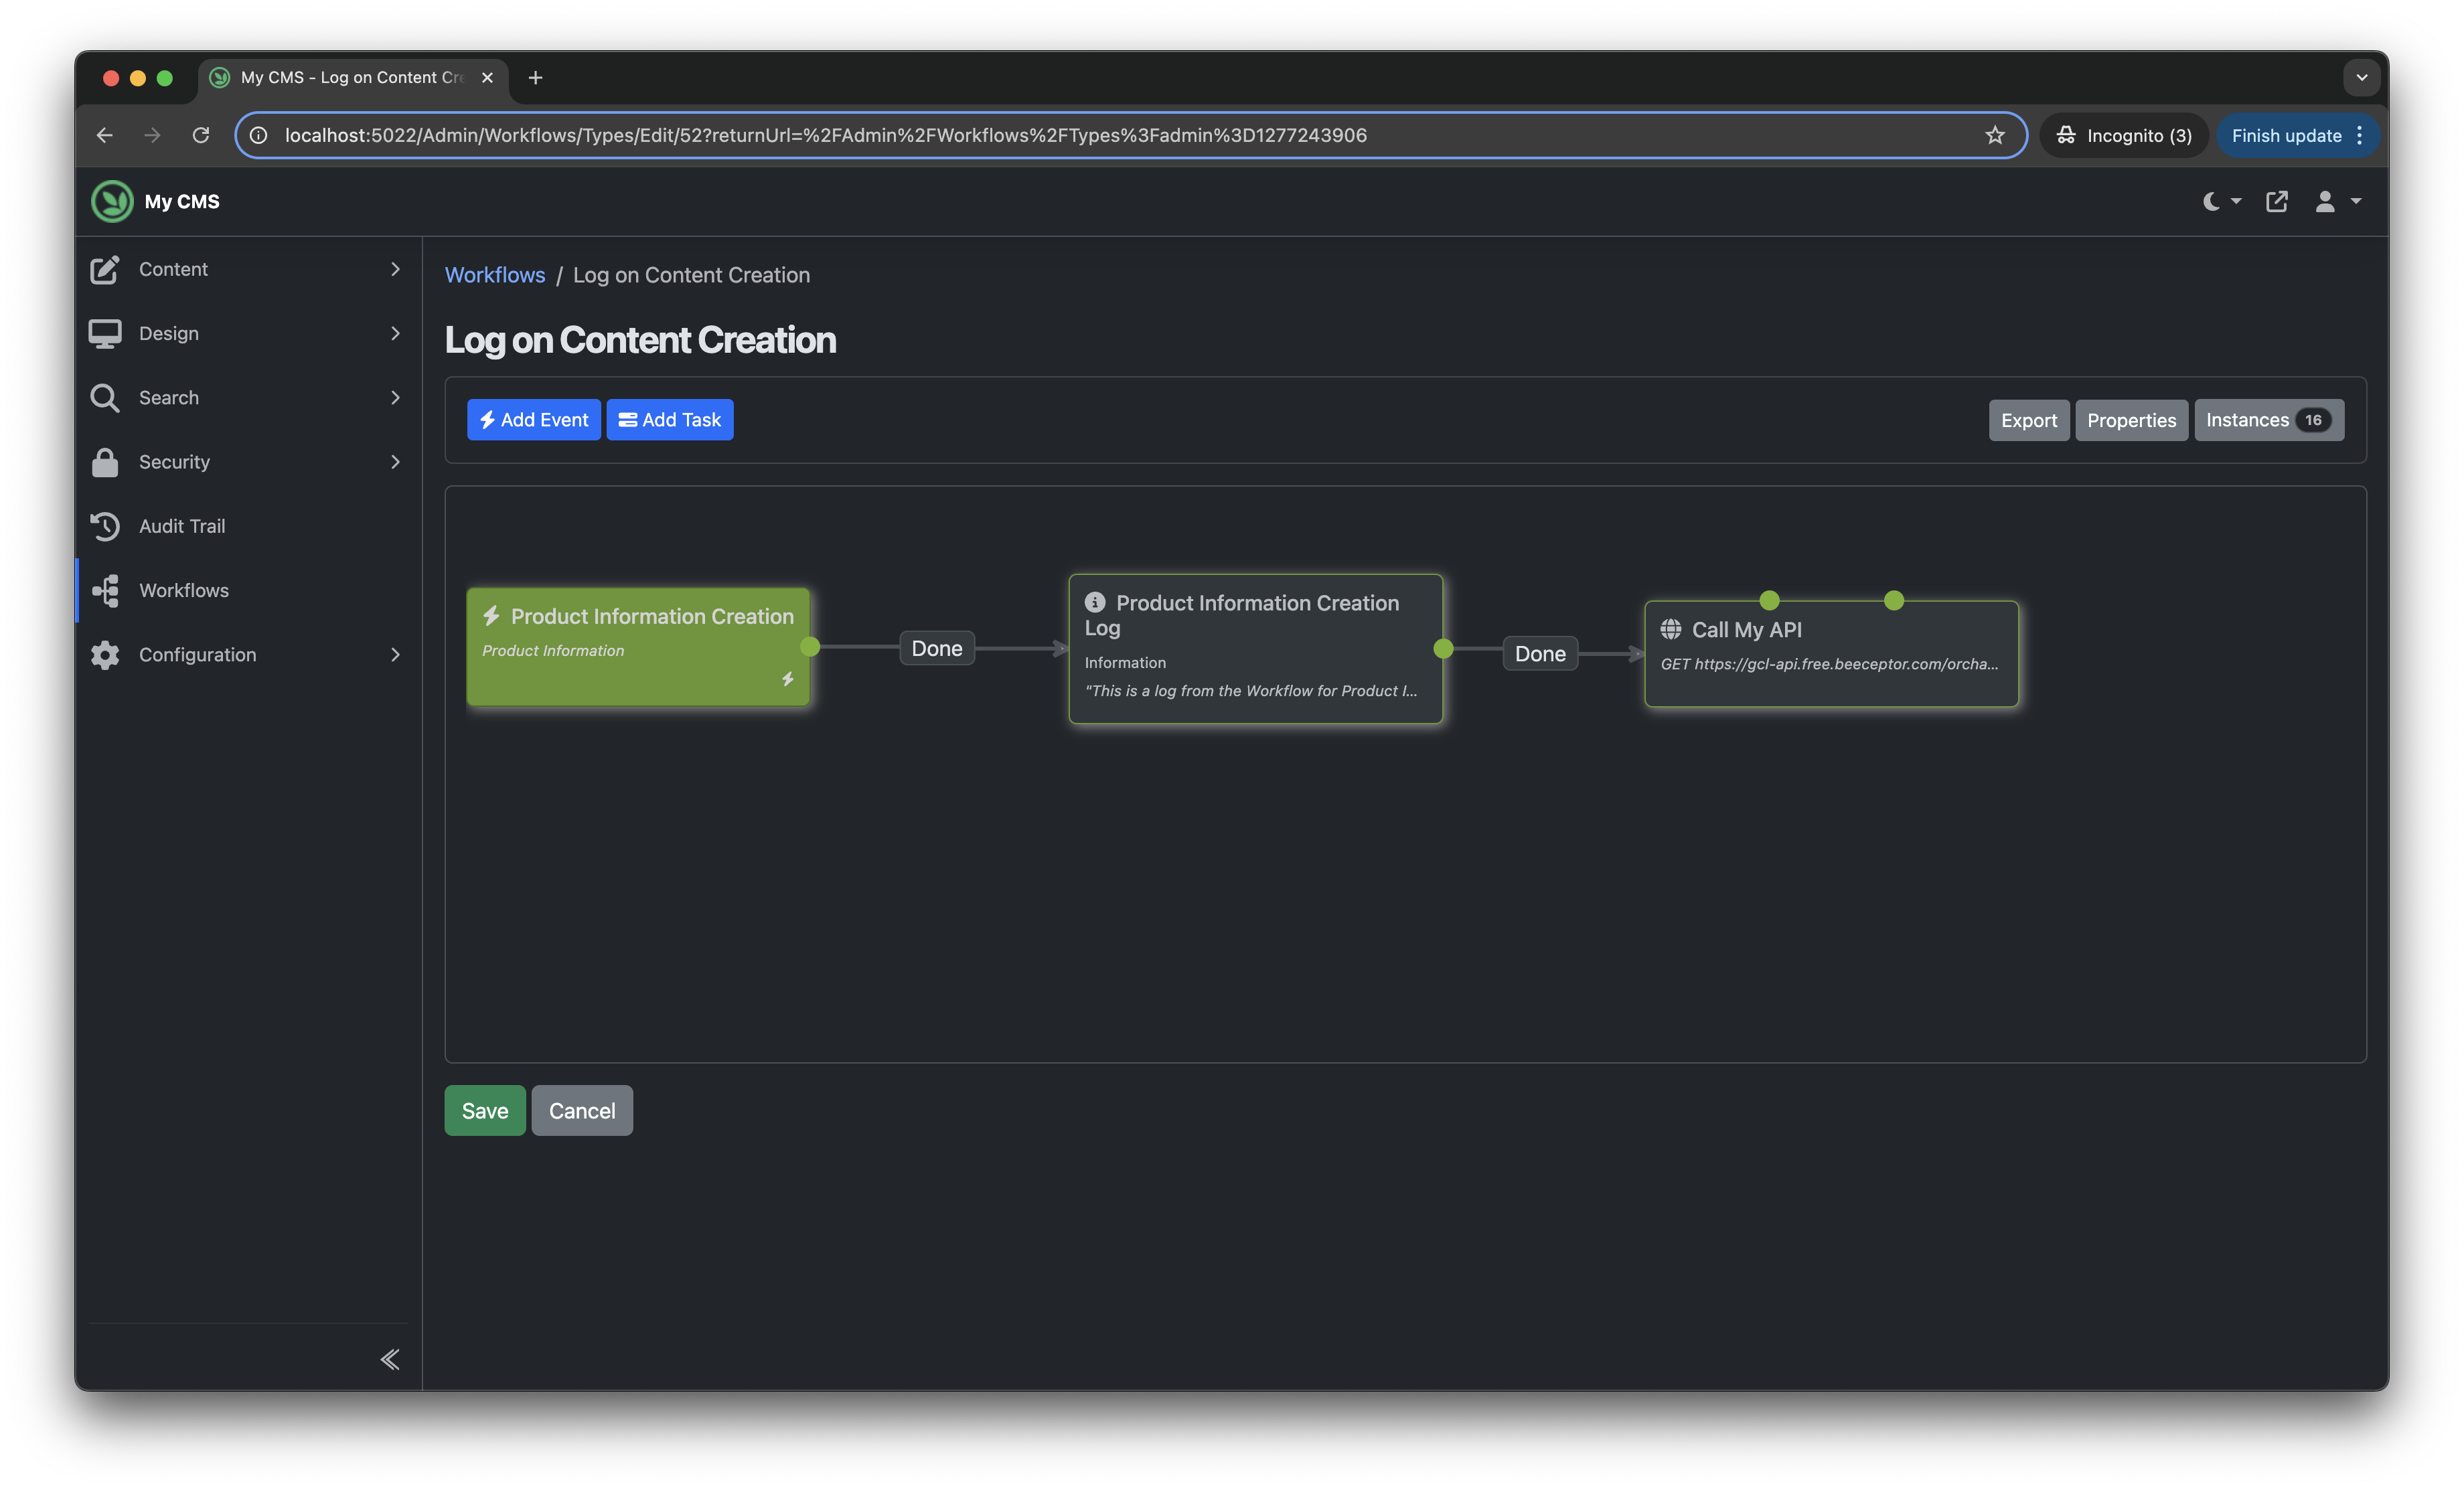 My CMS - Log on Content Cre
localhost:5022/Admin/Workflows/Types/Edit/52?returnUrl=%2FAdmin%2FWorkflows%2FTypes%3Fadmin%3D1277243906
Incognito (3)
Finish update
My CMS
Content
Design
Search
Security
Audit Trail
Workflows
Configuration
Workflows / Log on Content Creation
Log on Content Creation
Add Event
Add Task
Export
Properties
Instances 16
Product Information Creation
Product Information
Done
Product Information Creation
Log
Information
"This is a log from the Workflow for Product I...
Done
Call My API
GET https://gcl-api.free.beeceptor.com/orcha...
Save
Cancel